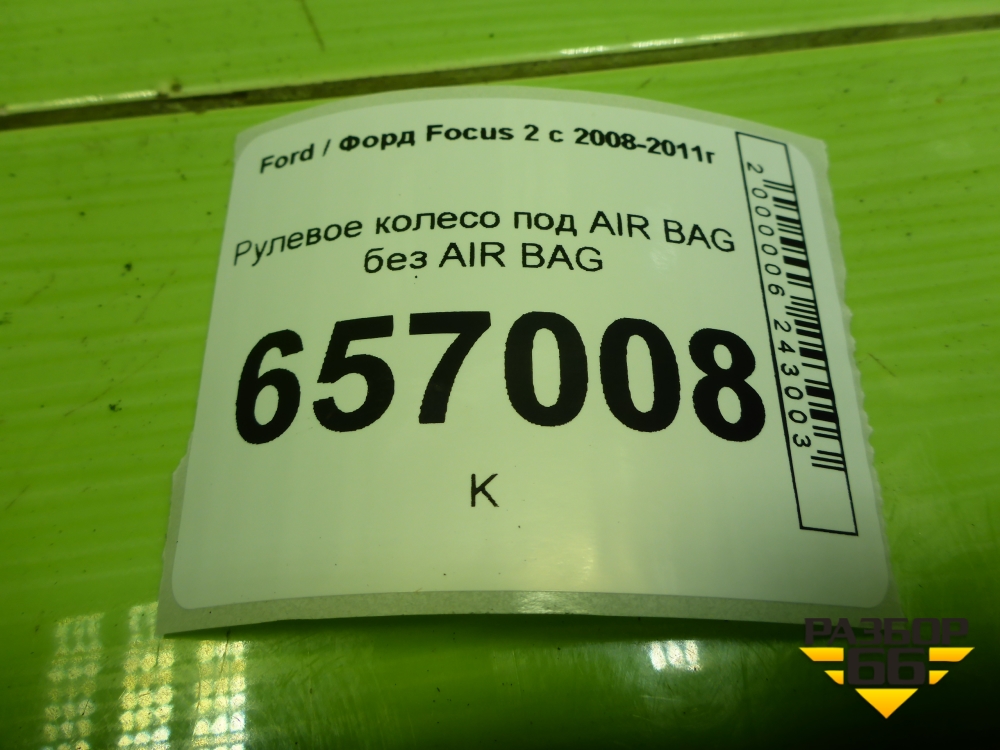 Ford / Форд Focus 2 с 2008-2011г
Рулевое колесо под AIR BAG
без AIR BAG
657008
К
2000006243003
РАЗБОР
66